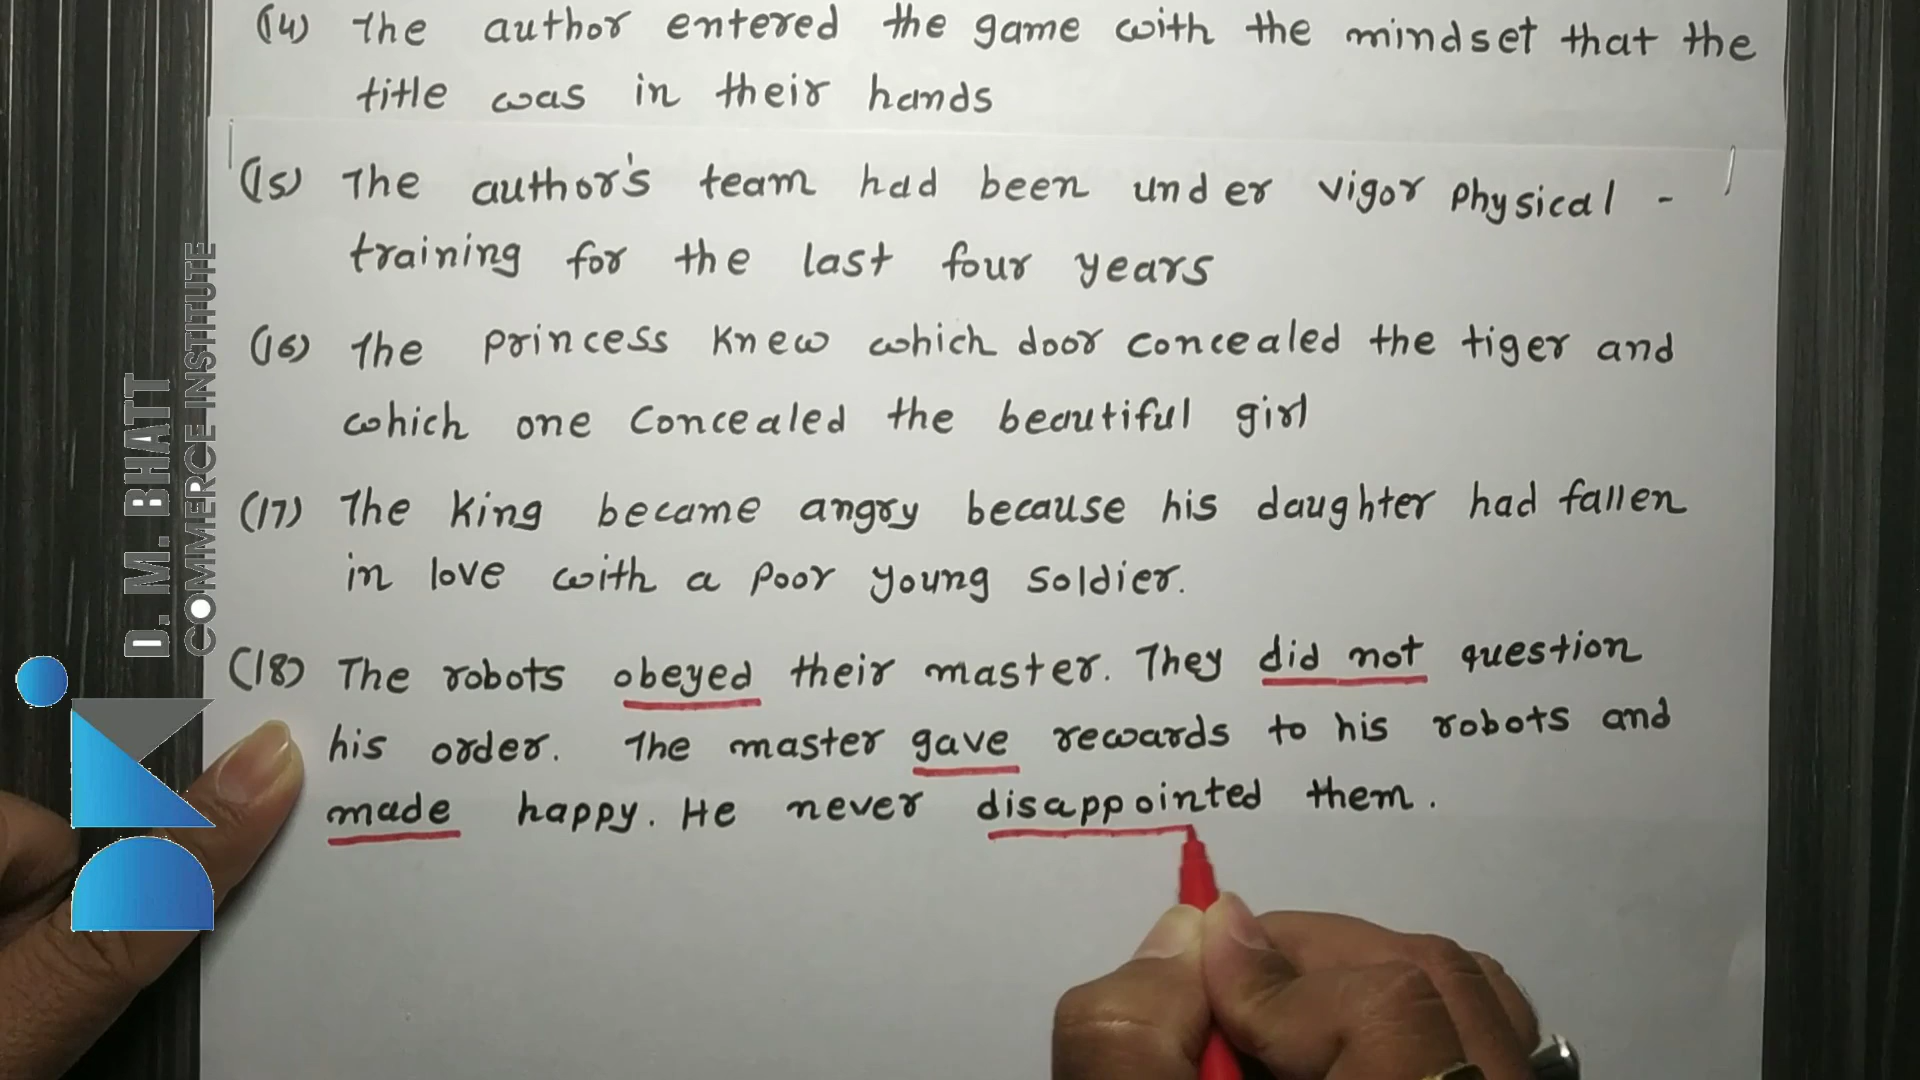 (14) The author entered the game with the mindset that the
title was in their hands
(15) The author's team had been under vigor physical -
training for the last four years
(16) The princess knew which door concealed the tiger and
which one concealed the beautiful girl
(17) The king became angry because his daughter had fallen
in love with a poor young soldier.
(18) The robots obeyed their master. They did not question
his order. The master gave rewards to his robots and
made happy. He never disappointed them.
D. M. BHATT
COMMERCE INSTITUTE